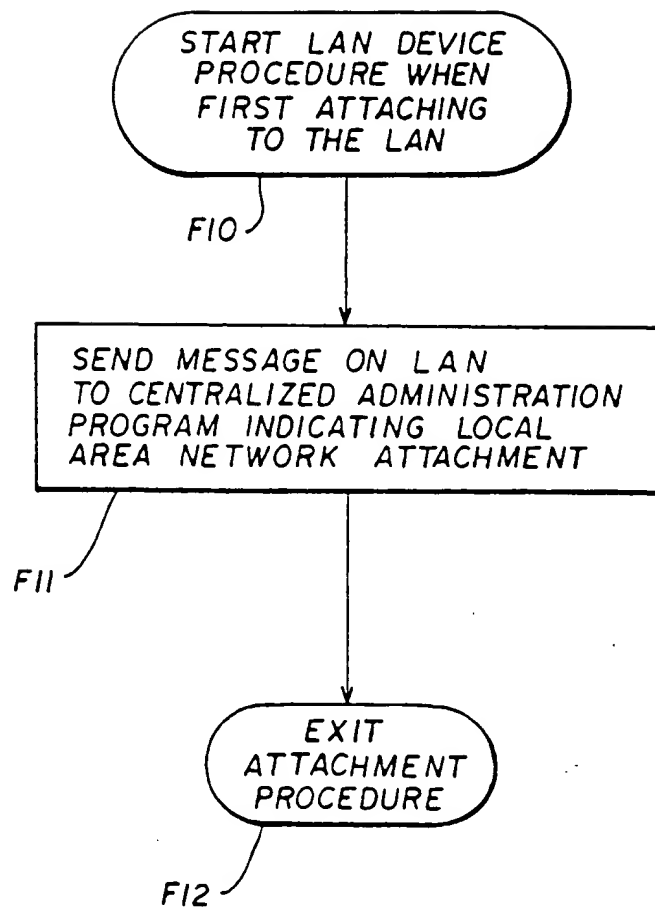 START LAN DEVICE
PROCEDURE WHEN
FIRST ATTACHING
TO THE LAN
F10
SEND MESSAGE ON LAN
TO CENTRALIZED ADMINISTRATION
PROGRAM INDICATING LOCAL
AREA NETWORK ATTACHMENT
F11
EXIT
ATTACHMENT
PROCEDURE
F12